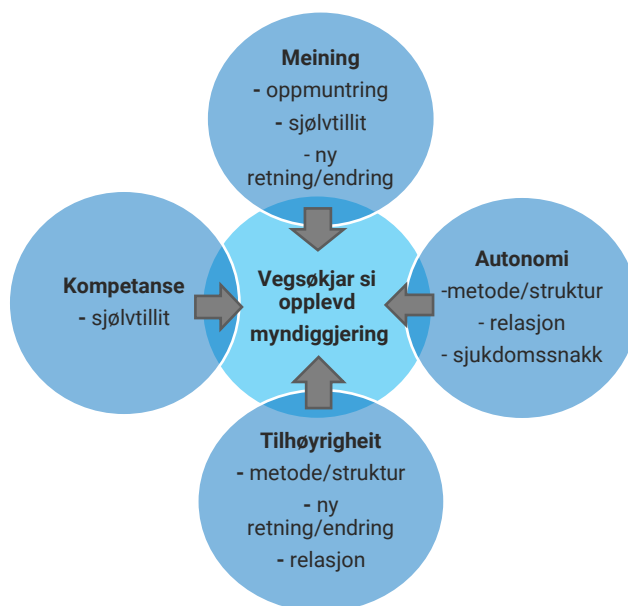 Meining
- oppmuntring
- sjølvtillit
- ny
retning/endring
Kompetanse
- sjølvtillit
Vegsøkjar si
opplevd
myndiggjering
Autonomi
-metode/struktur
- relasjon
- sjukdomssnakk
Tilhøyrigheit
- metode/struktur
- ny
retning/endring
- relasjon